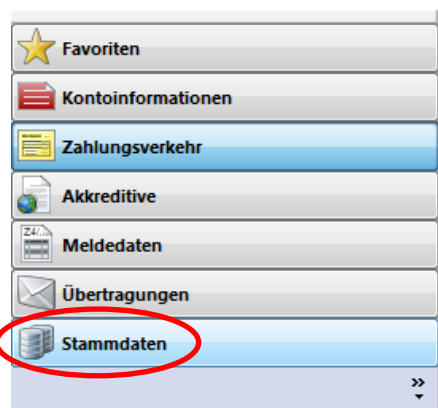 Favoriten
Kontoinformationen
Zahlungsverkehr
Akkreditive
Meldedaten
Übertragungen
Stammdaten